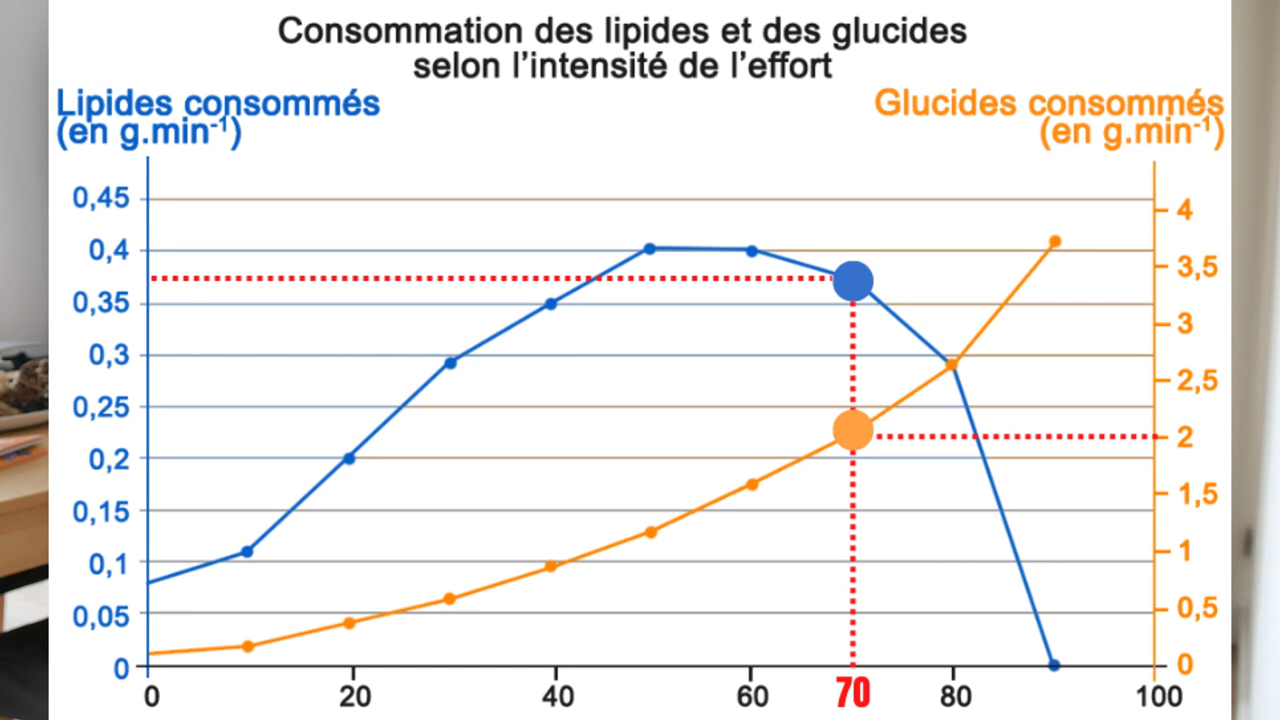 Consommation des lipides et des glucides
selon l'intensité de l'effort
Lipides consommés
(en g.min-1)
Glucides consommés
(en g.min-1)
0,45
0,4
0,35
0,3
0,25
0,2
0,15
0,1
0,05
0
4
3,5
3
2,5
2
1,5
1
0,5
0
0 20 40 60 70 80 100